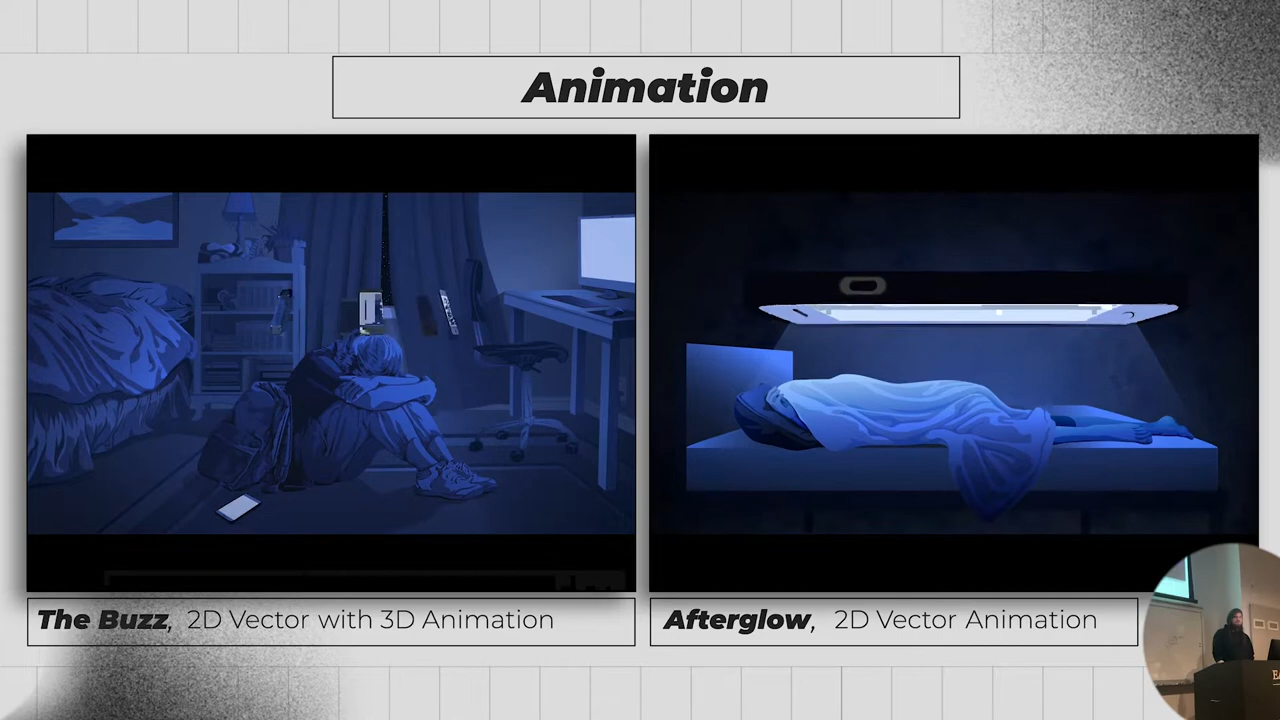 Animation
The Buzz, 2D Vector with 3D Animation
Afterglow, 2D Vector Animation